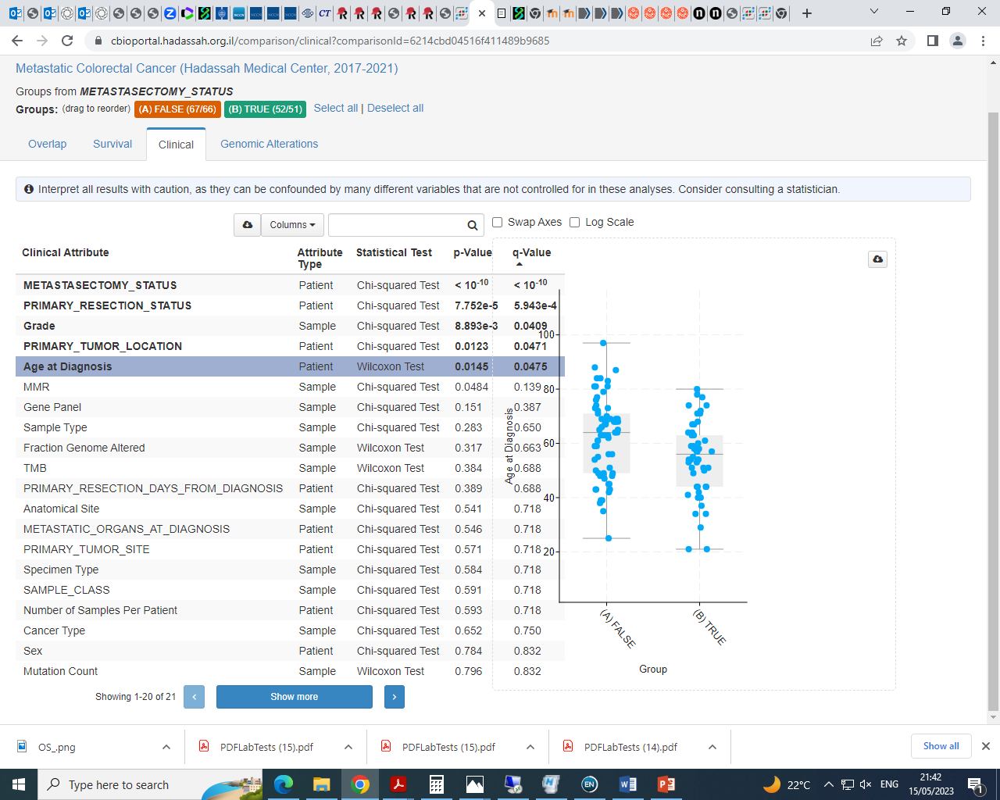 cbioportal.hadassah.org.il/comparison/clinical?comparisonId=6214cbd04516f411489b9685
Metastatic Colorectal Cancer (Hadassah Medical Center, 2017-2021)
Groups from METASTASECTOMY_STATUS
Groups: (drag to reorder) (A) FALSE (67/66) (B) TRUE (52/51) Select all | Deselect all
Overlap Survival Clinical Genomic Alterations
Interpret all results with caution, as they can be confounded by many different variables that are not controlled for in these analyses. Consider consulting a statistician.
Columns Swap Axes Log Scale
Clinical Attribute Attribute Type Statistical Test p-Value q-Value
METASTASECTOMY_STATUS Patient Chi-squared Test < 10-10 < 10-10
PRIMARY_RESECTION_STATUS Patient Chi-squared Test 7.752e-5 5.943e-4
Grade Sample Chi-squared Test 8.893e-3 0.0409
PRIMARY_TUMOR_LOCATION Patient Chi-squared Test 0.0123 0.0471
Age at Diagnosis Patient Wilcoxon Test 0.0145 0.0475
MMR Sample Chi-squared Test 0.0484 0.139
Gene Panel Sample Chi-squared Test 0.151 0.387
Sample Type Sample Chi-squared Test 0.283 0.650
Fraction Genome Altered Sample Wilcoxon Test 0.317 0.663
TMB Sample Wilcoxon Test 0.384 0.688
PRIMARY_RESECTION_DAYS_FROM_DIAGNOSIS Patient Chi-squared Test 0.389 0.688
Anatomical Site Sample Chi-squared Test 0.541 0.718
METASTATIC_ORGANS_AT_DIAGNOSIS Patient Chi-squared Test 0.546 0.718
PRIMARY_TUMOR_SITE Patient Chi-squared Test 0.571 0.718
Specimen Type Sample Chi-squared Test 0.584 0.718
SAMPLE_CLASS Sample Chi-squared Test 0.591 0.718
Number of Samples Per Patient Patient Chi-squared Test 0.593 0.718
Cancer Type Sample Chi-squared Test 0.652 0.750
Sex Patient Chi-squared Test 0.784 0.832
Mutation Count Sample Wilcoxon Test 0.796 0.832
Showing 1-20 of 21 Show more
100
80
60
40
20
Age at Diagnosis
(A) FALSE
(B) TRUE
Group
OS_.png PDFLabTests (15).pdf PDFLabTests (15).pdf PDFLabTests (14).pdf Show all
Type here to search
EN
22°C ENG
21:42
15/05/2023
1